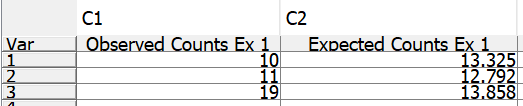 C1 C2
Var Observed Counts Ex 1 Expected Counts Ex 1
1 10 13.325
2 11 12.792
3 19 13.858